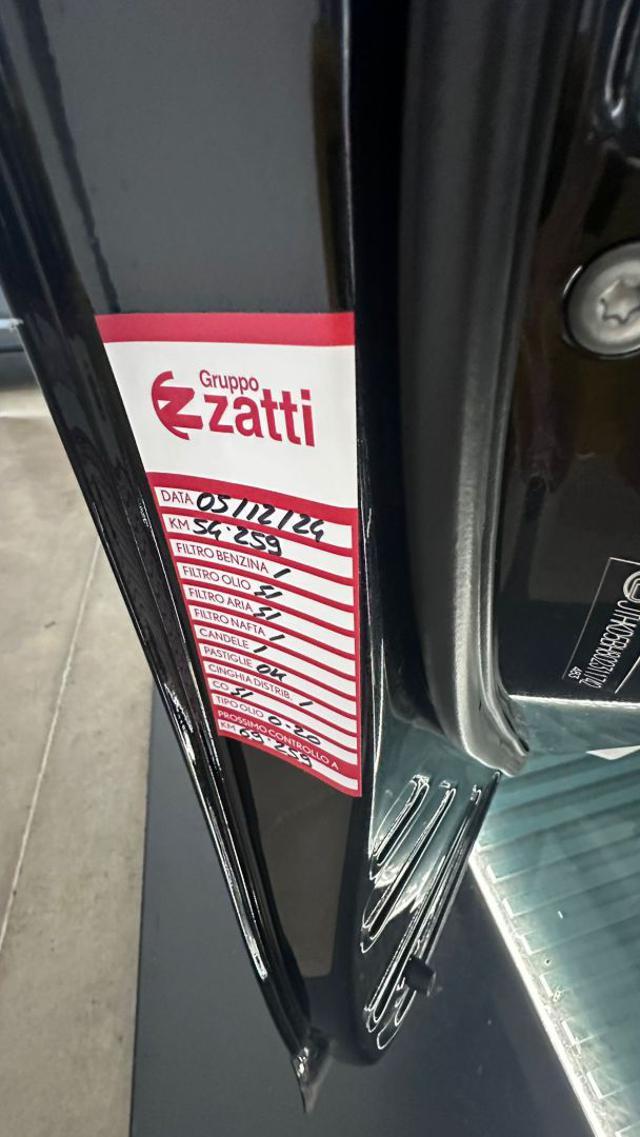 Gruppo
zatti
DATA 05/12/24
KM 54.259
FILTRO BENZINA /
FILTRO OLIO SI
FILTRO ARIA SI
FILTRO NAFTA /
CANDELE /
PASTIGLIE OK
CINGHIA DISTRIB. /
CO SI
TIPO OLIO 0-20
PROSSIMO CONTROLLO A
KM 69.259
485